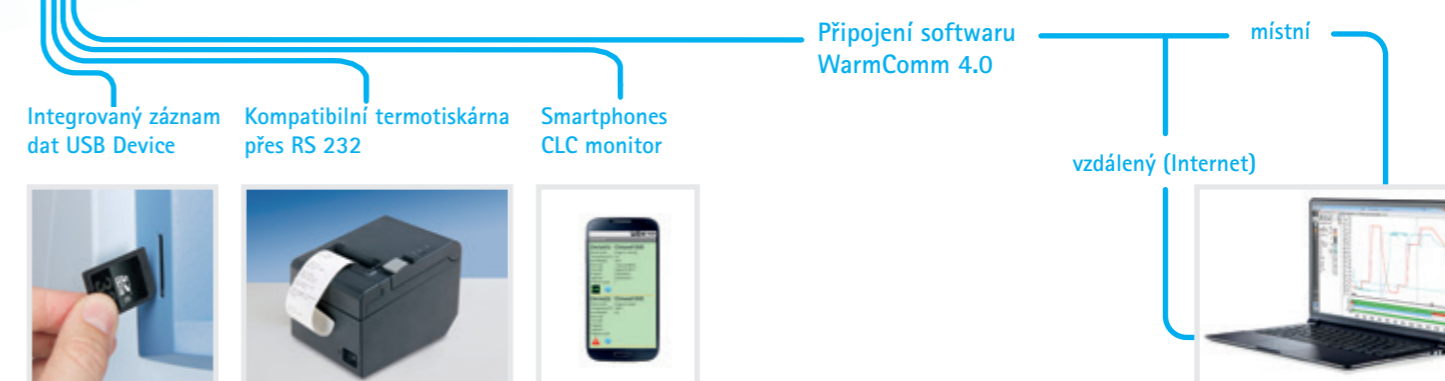 Připojení softwaru
WarmComm 4.0
místní
Integrovaný záznam
dat USB Device
Kompatibilní termotiskárna
přes RS 232
Smartphones
CLC monitor
vzdálený (Internet)